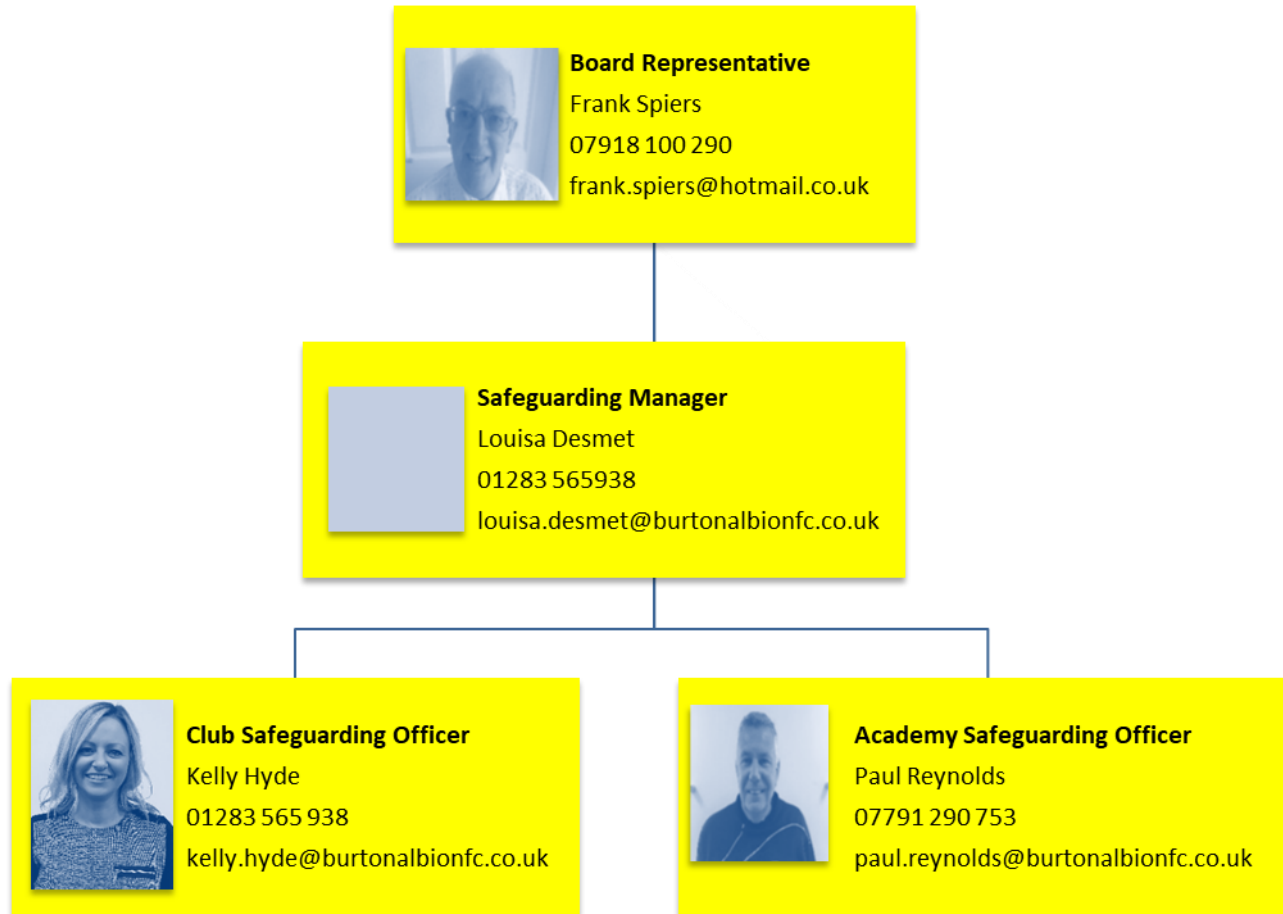 Board Representative
Frank Spiers
07918 100 290
frank.spiers@hotmail.co.uk
Safeguarding Manager
Louisa Desmet
01283 565938
louisa.desmet@burtonalbionfc.co.uk
Club Safeguarding Officer
Kelly Hyde
01283 565 938
kelly.hyde@burtonalbionfc.co.uk
Academy Safeguarding Officer
Paul Reynolds
07791 290 753
paul.reynolds@burtonalbionfc.co.uk